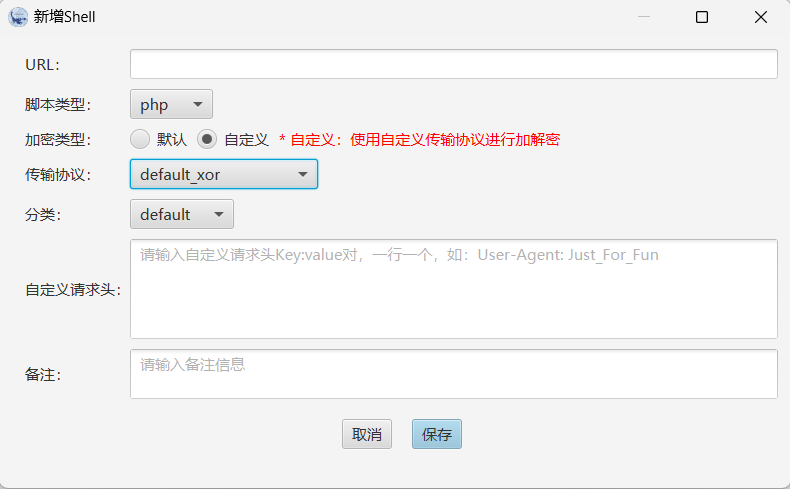 新增Shell
URL：
脚本类型： php
加密类型： 默认 自定义 * 自定义：使用自定义传输协议进行加解密
传输协议： default_xor
分类： default
自定义请求头： 请输入自定义请求头Key:value对，一行一个，如：User-Agent: Just_For_Fun
备注： 请输入备注信息
取消 保存